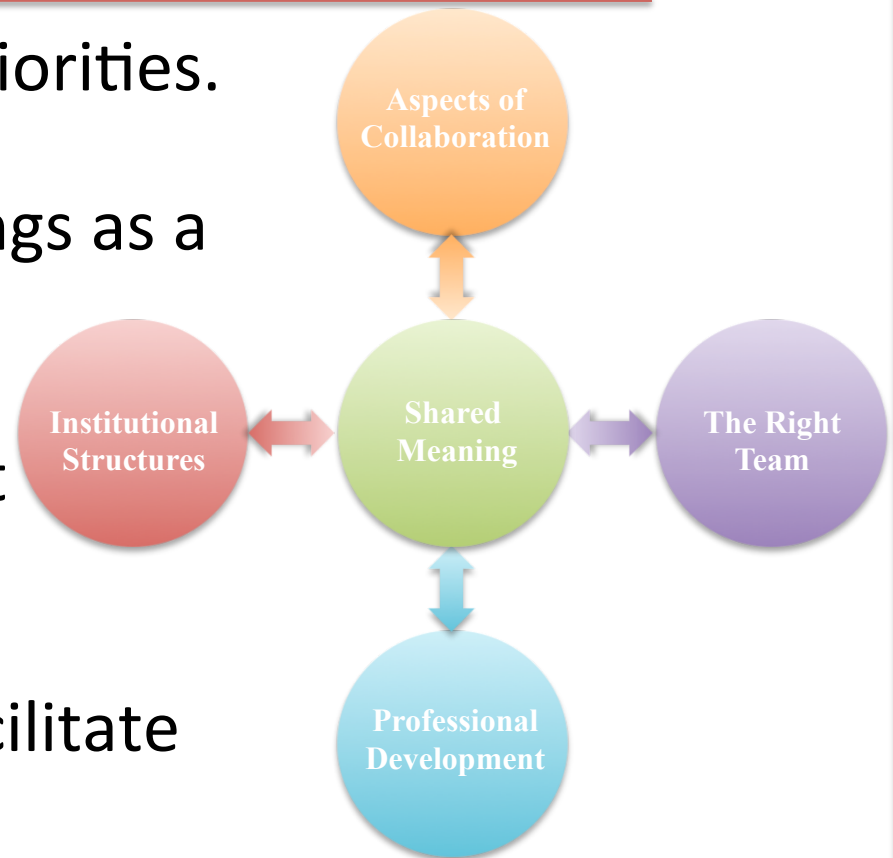 iorities.
ngs as a
t
cilitate
Aspects of
Collaboration
Institutional
Structures
Shared
Meaning
The Right
Team
Professional
Development